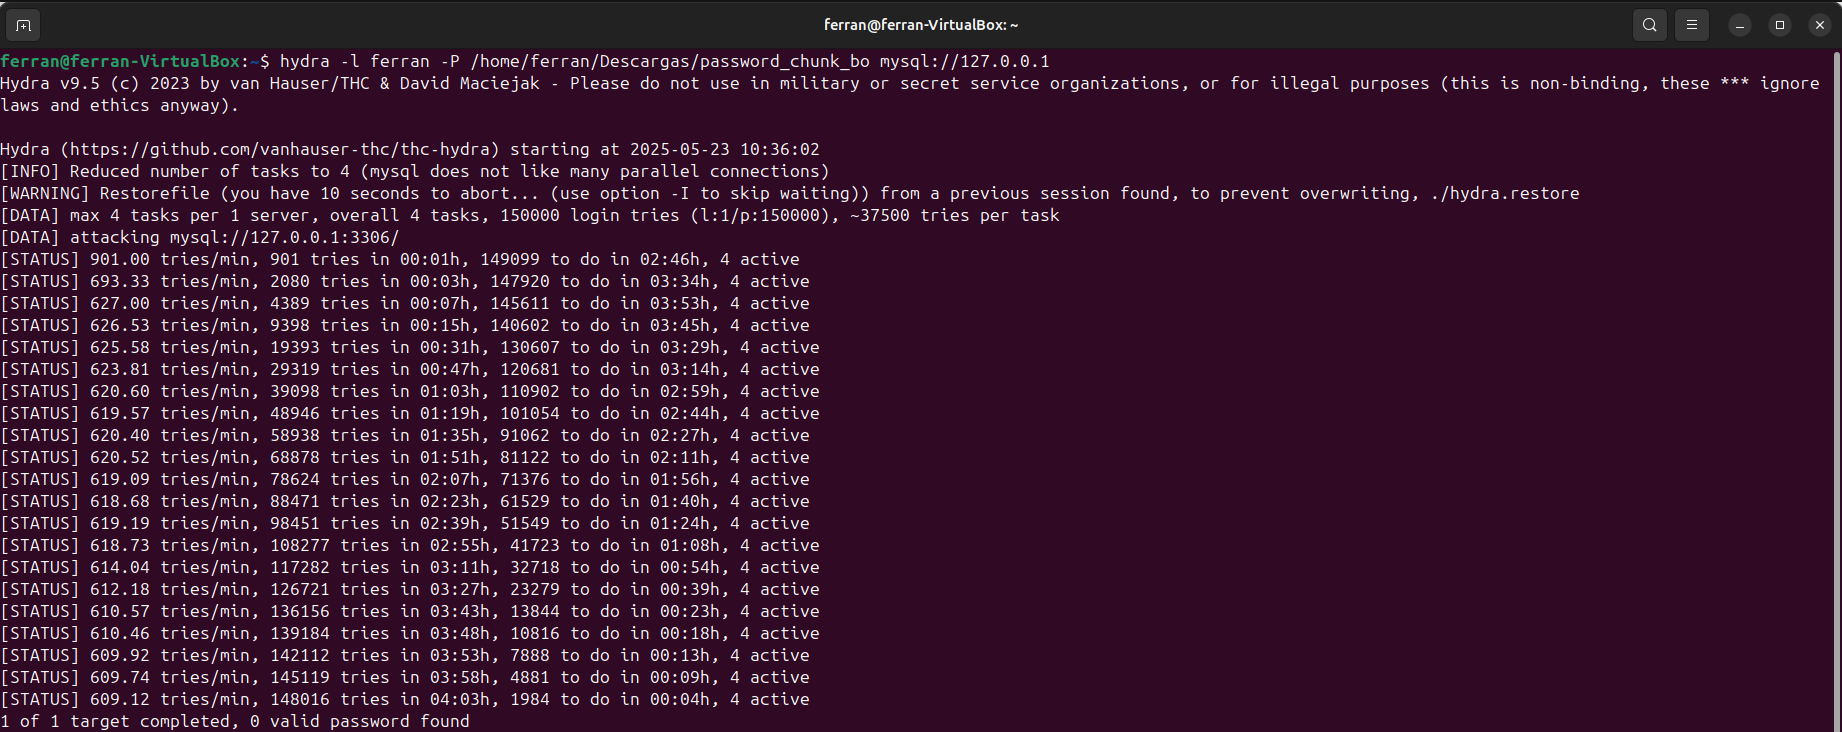 ferran@ferran-VirtualBox: ~
ferran@ferran-VirtualBox:~$ hydra -l ferran -P /home/ferran/Descargas/password_chunk_bo mysql://127.0.0.1
Hydra v9.5 (c) 2023 by van Hauser/THC & David Maciejak - Please do not use in military or secret service organizations, or for illegal purposes (this is non-binding, these *** ignore
laws and ethics anyway).
Hydra (https://github.com/vanhauser-thc/thc-hydra) starting at 2025-05-23 10:36:02
[INFO] Reduced number of tasks to 4 (mysql does not like many parallel connections)
[WARNING] Restorefile (you have 10 seconds to abort... (use option -I to skip waiting)) from a previous session found, to prevent overwriting, ./hydra.restore
[DATA] max 4 tasks per 1 server, overall 4 tasks, 150000 login tries (l:1/p:150000), ~37500 tries per task
[DATA] attacking mysql://127.0.0.1:3306/
[STATUS] 901.00 tries/min, 901 tries in 00:01h, 149099 to do in 02:46h, 4 active
[STATUS] 693.33 tries/min, 2080 tries in 00:03h, 147920 to do in 03:34h, 4 active
[STATUS] 627.00 tries/min, 4389 tries in 00:07h, 145611 to do in 03:53h, 4 active
[STATUS] 626.53 tries/min, 9398 tries in 00:15h, 140602 to do in 03:45h, 4 active
[STATUS] 625.58 tries/min, 19393 tries in 00:31h, 130607 to do in 03:29h, 4 active
[STATUS] 623.81 tries/min, 29319 tries in 00:47h, 120681 to do in 03:14h, 4 active
[STATUS] 620.60 tries/min, 39098 tries in 01:03h, 110902 to do in 02:59h, 4 active
[STATUS] 619.57 tries/min, 48946 tries in 01:19h, 101054 to do in 02:44h, 4 active
[STATUS] 620.40 tries/min, 58938 tries in 01:35h, 91062 to do in 02:27h, 4 active
[STATUS] 620.52 tries/min, 68878 tries in 01:51h, 81122 to do in 02:11h, 4 active
[STATUS] 619.09 tries/min, 78624 tries in 02:07h, 71376 to do in 01:56h, 4 active
[STATUS] 618.68 tries/min, 88471 tries in 02:23h, 61529 to do in 01:40h, 4 active
[STATUS] 619.19 tries/min, 98451 tries in 02:39h, 51549 to do in 01:24h, 4 active
[STATUS] 618.73 tries/min, 108277 tries in 02:55h, 41723 to do in 01:08h, 4 active
[STATUS] 614.04 tries/min, 117282 tries in 03:11h, 32718 to do in 00:54h, 4 active
[STATUS] 612.18 tries/min, 126721 tries in 03:27h, 23279 to do in 00:39h, 4 active
[STATUS] 610.57 tries/min, 136156 tries in 03:43h, 13844 to do in 00:23h, 4 active
[STATUS] 610.46 tries/min, 139184 tries in 03:48h, 10816 to do in 00:18h, 4 active
[STATUS] 609.92 tries/min, 142112 tries in 03:53h, 7888 to do in 00:13h, 4 active
[STATUS] 609.74 tries/min, 145119 tries in 03:58h, 4881 to do in 00:09h, 4 active
[STATUS] 609.12 tries/min, 148016 tries in 04:03h, 1984 to do in 00:04h, 4 active
1 of 1 target completed, 0 valid password found